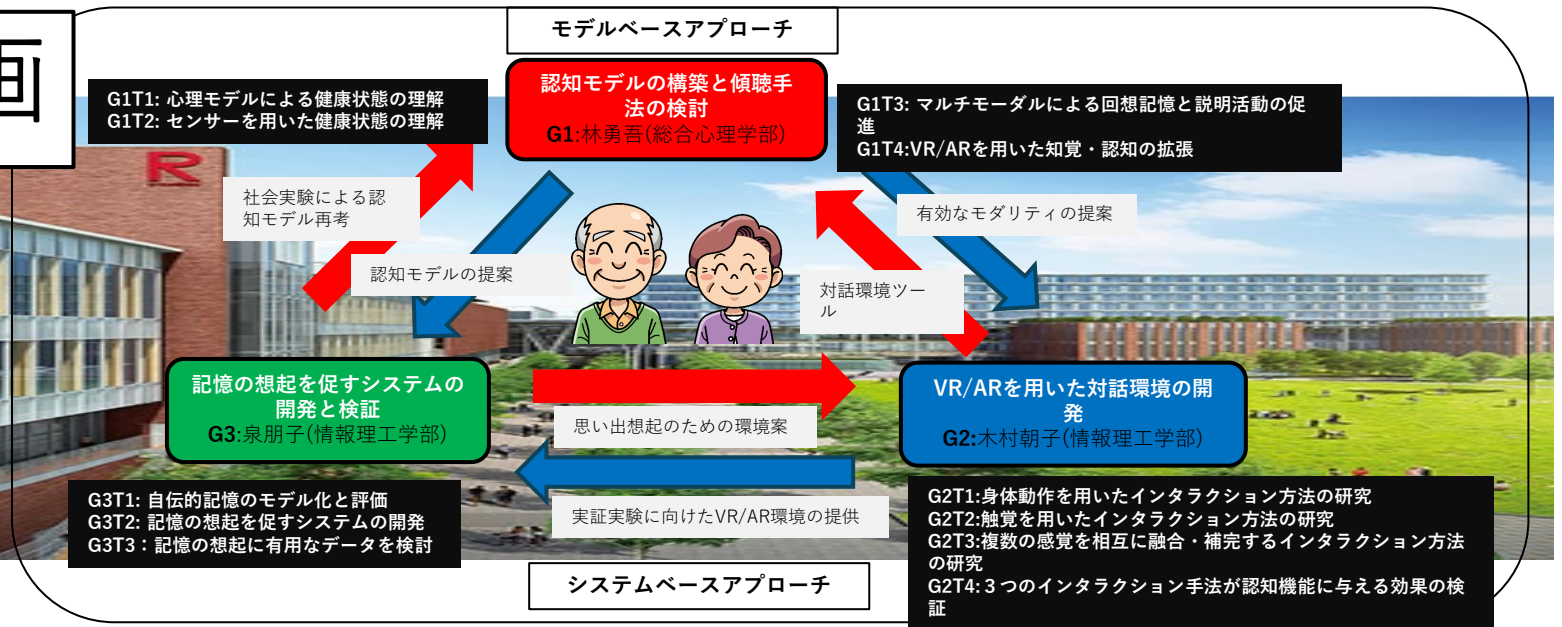 画
モデルベースアプローチ
認知モデルの構築と傾聴手
法の検討
G1:林勇吾(総合心理学部)
G1T1: 心理モデルによる健康状態の理解
G1T2: センサーを用いた健康状態の理解
G1T3: マルチモーダルによる回想記憶と説明活動の促
進
G1T4:VR/ARを用いた知覚・認知の拡張
R
社会実験による認
知モデル再考
認知モデルの提案
有効なモダリティの提案
対話環境ツー
ル
記憶の想起を促すシステムの
開発と検証
G3:泉朋子(情報理工学部)
VR/ARを用いた対話環境の開
発
G2:木村朝子(情報理工学部)
思い出想起のための環境案
実証実験に向けたVR/AR環境の提供
G3T1: 自伝的記憶のモデル化と評価
G3T2: 記憶の想起を促すシステムの開発
G3T3：記憶の想起に有用なデータを検討
G2T1:身体動作を用いたインタラクション方法の研究
G2T2:触覚を用いたインタラクション方法の研究
G2T3:複数の感覚を相互に融合・補完するインタラクション方法
の研究
G2T4:３つのインタラクション手法が認知機能に与える効果の検
証
システムベースアプローチ